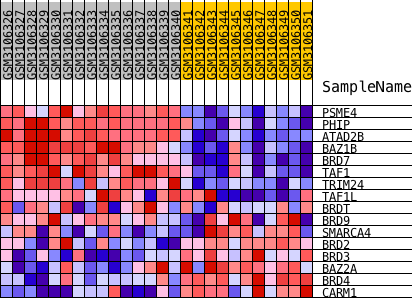 GSM3106326
GSM3106327
GSM3106328
GSM3106329
GSM3106330
GSM3106331
GSM3106332
GSM3106333
GSM3106334
GSM3106335
GSM3106336
GSM3106337
GSM3106338
GSM3106339
GSM3106340
GSM3106341
GSM3106342
GSM3106343
GSM3106344
GSM3106345
GSM3106346
GSM3106347
GSM3106348
GSM3106349
GSM3106350
GSM3106351
SampleName
PSME4
PHIP
ATAD2B
BAZ1B
BRD7
TAF1
TRIM24
TAF1L
BRDT
BRD9
SMARCA4
BRD2
BRD3
BAZ2A
BRD4
CARM1